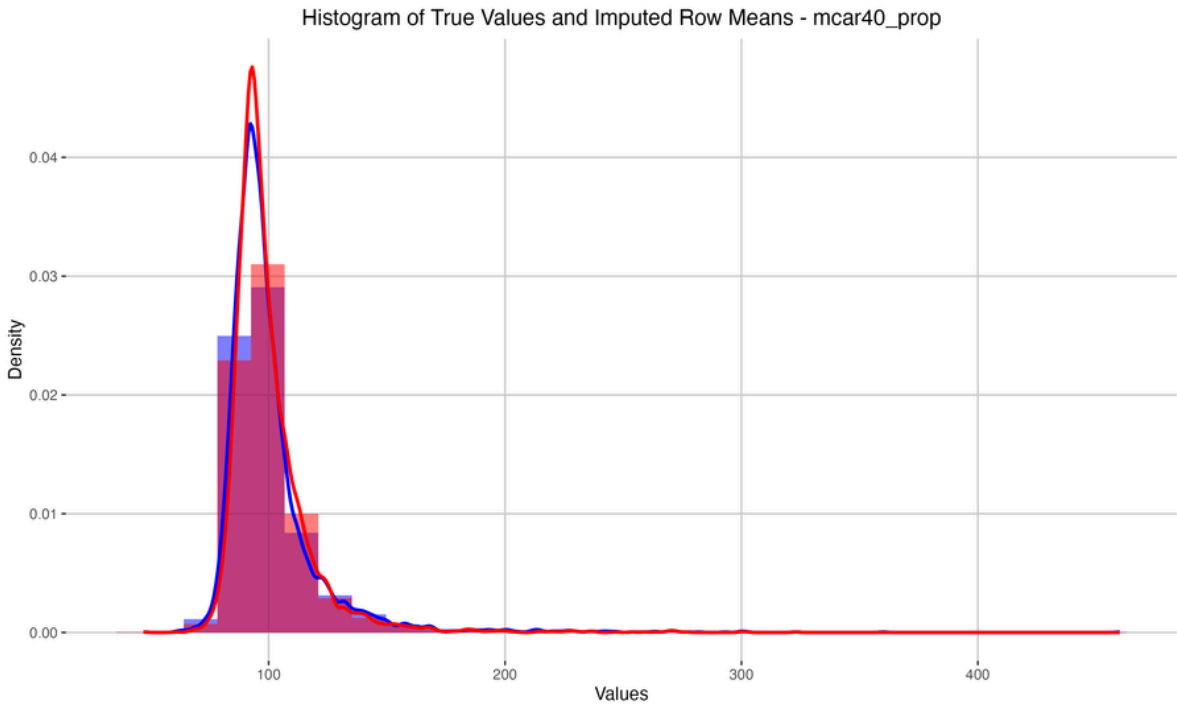 Histogram of True Values and Imputed Row Means - mcar40_prop
Density
0.04
0.03
0.02
0.01
0.00
100 200 300 400
Values